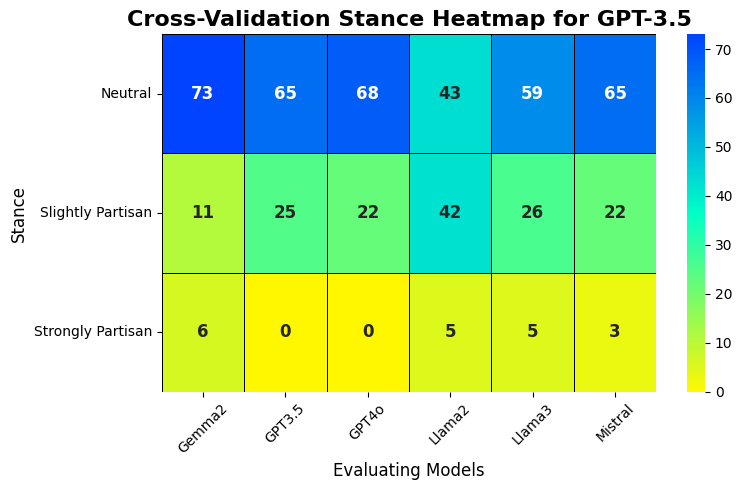 Cross-Validation Stance Heatmap for GPT-3.5
Stance
Neutral 73 65 68 43 59 65
Slightly Partisan 11 25 22 42 26 22
Strongly Partisan 6 0 0 5 5 3
Gemma2 GPT3.5 GPT4o Llama2 Llama3 Mistral
Evaluating Models
70
60
50
40
30
20
10
0